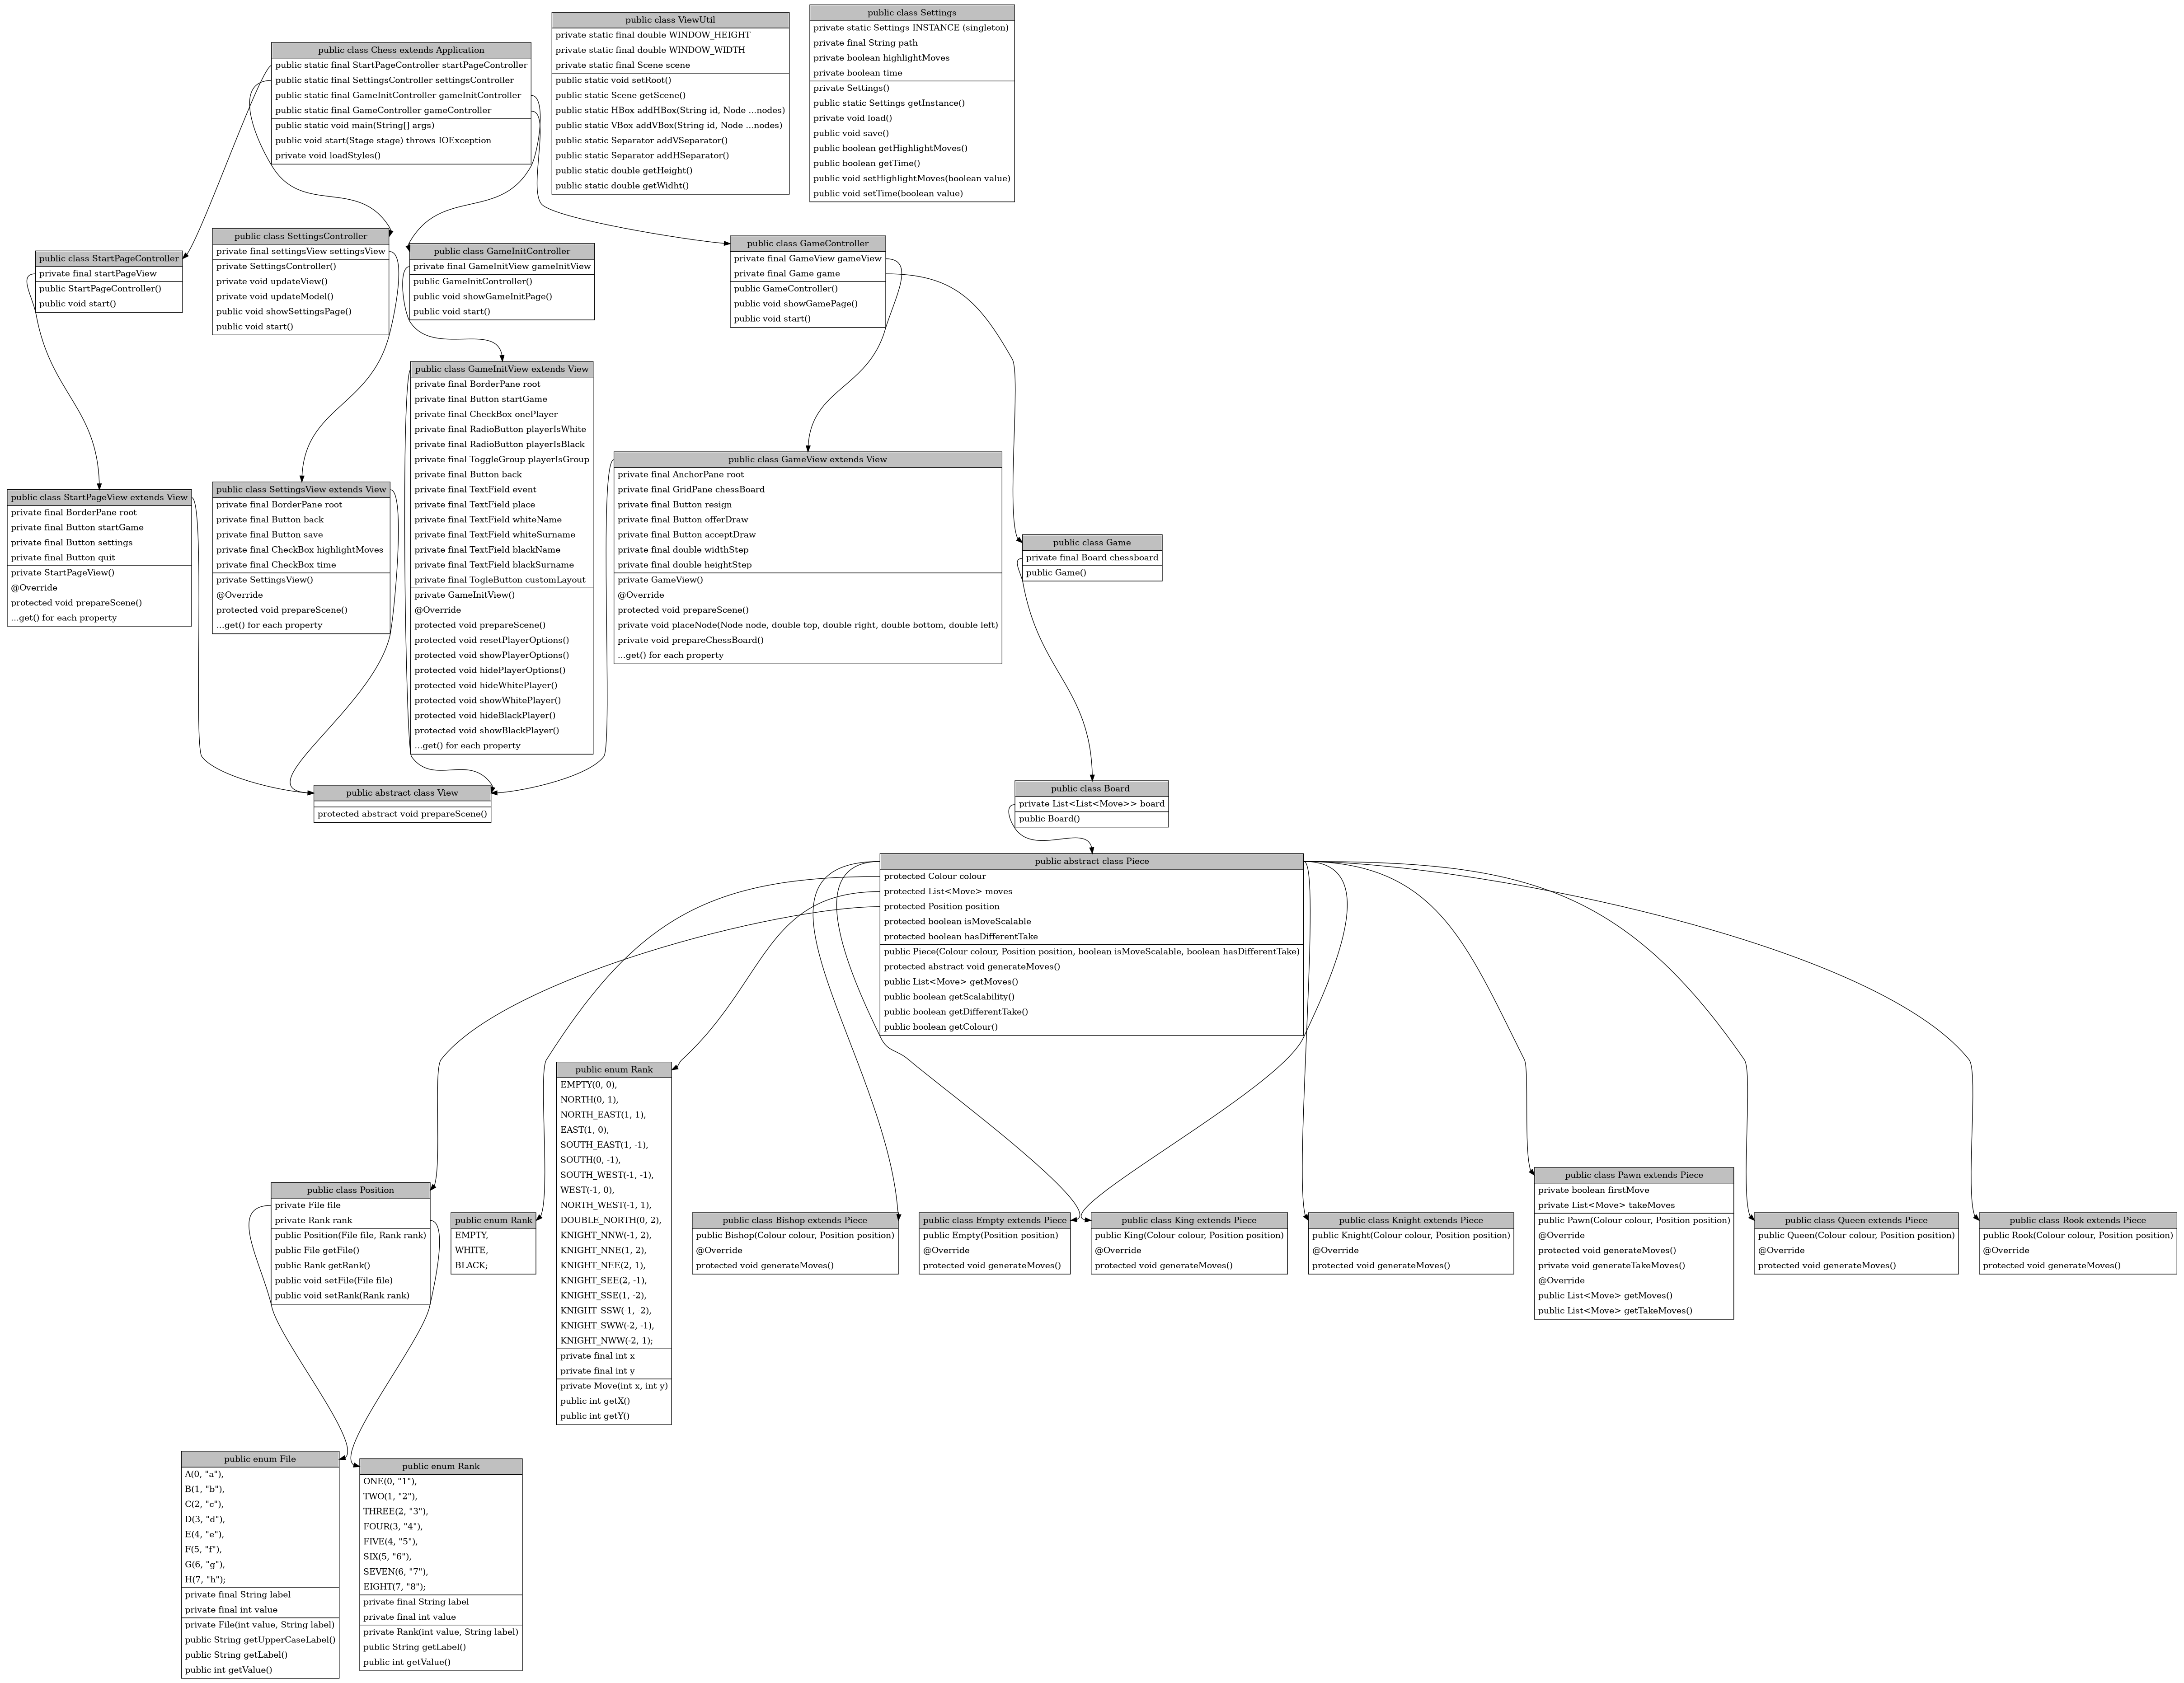 public class ViewUtil
private static final double WINDOW_HEIGHT
private static final double WINDOW_WIDTH
private static final Scene scene
public static void setRoot()
public static Scene getScene()
public static HBox addHBox(String id, Node ...nodes)
public static VBox addVBox(String id, Node ...nodes)
public static Separator addVSeparator()
public static Separator addHSeparator()
public static double getHeight()
public static double getWidht()
public class Settings
private static Settings INSTANCE (singleton)
private final String path
private boolean highlightMoves
private boolean time
private Settings()
public static Settings getInstance()
private void load()
public void save()
public boolean getHighlightMoves()
public boolean getTime()
public void setHighlightMoves(boolean value)
public void setTime(boolean value)
public class Chess extends Application
public static final StartPageController startPageController
public static final SettingsController settingsController
public static final GameInitController gameInitController
public static final GameController gameController
public static void main(String[] args)
public void start(Stage stage) throws IOException
private void loadStyles()
public class StartPageController
private final startPageView
public StartPageController()
public void start()
public class SettingsController
private final settingsView settingsView
private SettingsController()
private void updateView()
private void updateModel()
public void showSettingsPage()
public void start()
public class GameInitController
private final GameInitView gameInitView
public GameInitController()
public void showGameInitPage()
public void start()
public class GameController
private final GameView gameView
private final Game game
public GameController()
public void showGamePage()
public void start()
public class StartPageView extends View
private final BorderPane root
private final Button startGame
private final Button settings
private final Button quit
private StartPageView()
@Override
protected void prepareScene()
...get() for each property
public class SettingsView extends View
private final BorderPane root
private final Button back
private final Button save
private final CheckBox highlightMoves
private final CheckBox time
private SettingsView()
@Override
protected void prepareScene()
...get() for each property
public class GameInitView extends View
private final BorderPane root
private final Button startGame
private final CheckBox onePlayer
private final RadioButton playerIsWhite
private final RadioButton playerIsBlack
private final ToggleGroup playerIsGroup
private final Button back
private final TextField event
private final TextField place
private final TextField whiteName
private final TextField whiteSurname
private final TextField blackName
private final TextField blackSurname
private final TogleButton customLayout
private GameInitView()
@Override
protected void prepareScene()
protected void resetPlayerOptions()
protected void showPlayerOptions()
protected void hidePlayerOptions()
protected void hideWhitePlayer()
protected void showWhitePlayer()
protected void hideBlackPlayer()
protected void showBlackPlayer()
...get() for each property
public class GameView extends View
private final AnchorPane root
private final GridPane chessBoard
private final Button resign
private final Button offerDraw
private final Button acceptDraw
private final double widthStep
private final double heightStep
private GameView()
@Override
protected void prepareScene()
private void placeNode(Node node, double top, double right, double bottom, double left)
private void prepareChessBoard()
...get() for each property
public class Game
private final Board chessboard
public Game()
public abstract class View
protected abstract void prepareScene()
public class Board
private List<List<Move>> board
public Board()
public abstract class Piece
protected Colour colour
protected List<Move> moves
protected Position position
protected boolean isMoveScalable
protected boolean hasDifferentTake
public Piece(Colour colour, Position position, boolean isMoveScalable, boolean hasDifferentTake)
protected abstract void generateMoves()
public List<Move> getMoves()
public boolean getScalability()
public boolean getDifferentTake()
public boolean getColour()
public class Position
private File file
private Rank rank
public Position(File file, Rank rank)
public File getFile()
public Rank getRank()
public void setFile(File file)
public void setRank(Rank rank)
public enum Rank
EMPTY,
WHITE,
BLACK;
public enum Rank
EMPTY(0, 0),
NORTH(0, 1),
NORTH_EAST(1, 1),
EAST(1, 0),
SOUTH_EAST(1, -1),
SOUTH(0, -1),
SOUTH_WEST(-1, -1),
WEST(-1, 0),
NORTH_WEST(-1, 1),
DOUBLE_NORTH(0, 2),
KNIGHT_NNW(-1, 2),
KNIGHT_NNE(1, 2),
KNIGHT_NEE(2, 1),
KNIGHT_SEE(2, -1),
KNIGHT_SSE(1, -2),
KNIGHT_SSW(-1, -2),
KNIGHT_SWW(-2, -1),
KNIGHT_NWW(-2, 1);
private final int x
private final int y
private Move(int x, int y)
public int getX()
public int getY()
public class Bishop extends Piece
public Bishop(Colour colour, Position position)
@Override
protected void generateMoves()
public class Empty extends Piece
public Empty(Position position)
@Override
protected void generateMoves()
public class King extends Piece
public King(Colour colour, Position position)
@Override
protected void generateMoves()
public class Knight extends Piece
public Knight(Colour colour, Position position)
@Override
protected void generateMoves()
public class Pawn extends Piece
private boolean firstMove
private List<Move> takeMoves
public Pawn(Colour colour, Position position)
@Override
protected void generateMoves()
private void generateTakeMoves()
@Override
public List<Move> getMoves()
public List<Move> getTakeMoves()
public class Queen extends Piece
public Queen(Colour colour, Position position)
@Override
protected void generateMoves()
public class Rook extends Piece
public Rook(Colour colour, Position position)
@Override
protected void generateMoves()
public enum File
A(0, "a"),
B(1, "b"),
C(2, "c"),
D(3, "d"),
E(4, "e"),
F(5, "f"),
G(6, "g"),
H(7, "h");
private final String label
private final int value
private File(int value, String label)
public String getUpperCaseLabel()
public String getLabel()
public int getValue()
public enum Rank
ONE(0, "1"),
TWO(1, "2"),
THREE(2, "3"),
FOUR(3, "4"),
FIVE(4, "5"),
SIX(5, "6"),
SEVEN(6, "7"),
EIGHT(7, "8");
private final String label
private final int value
private Rank(int value, String label)
public String getLabel()
public int getValue()